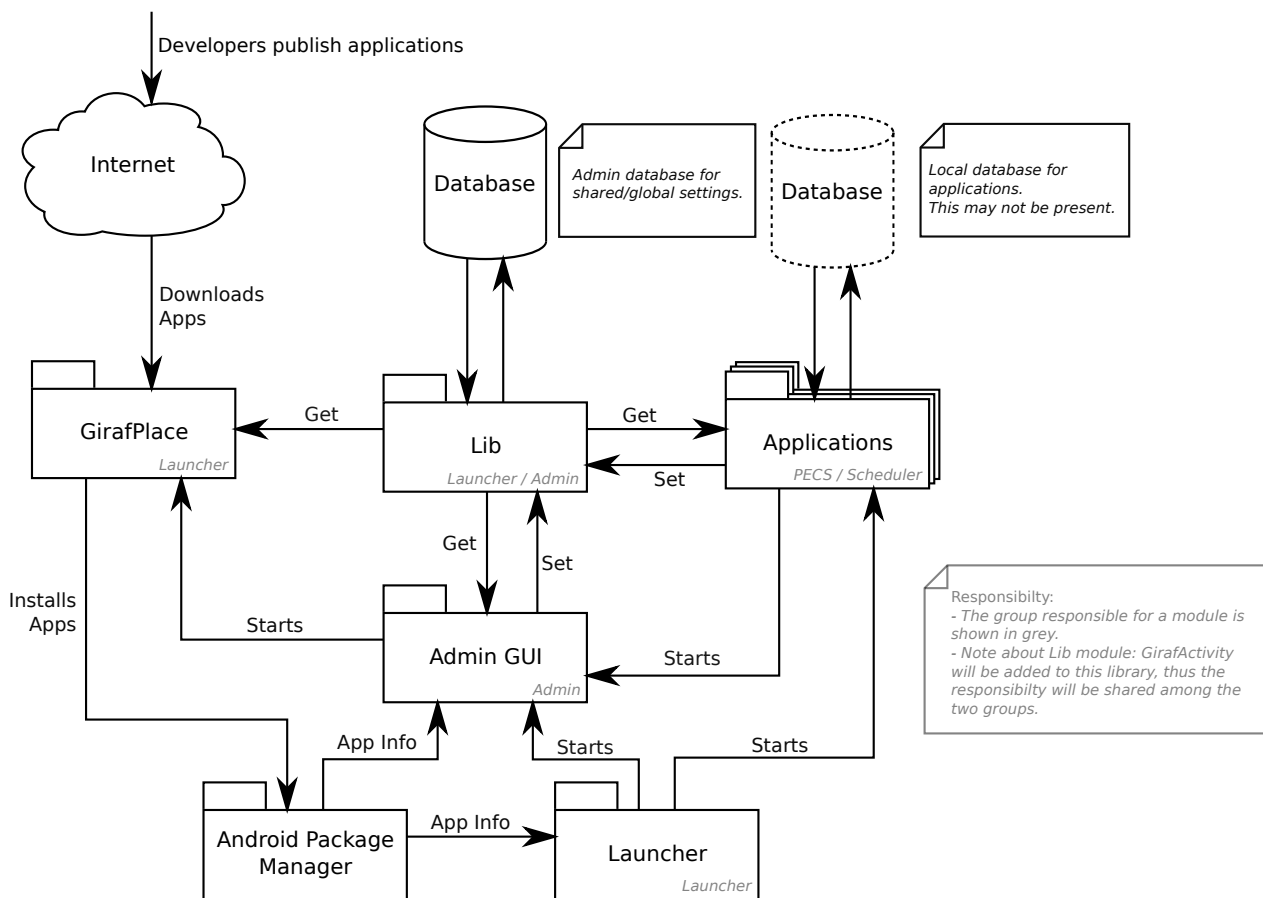 Developers publish applications
Internet
Database
Admin database for
shared/global settings.
Database
Local database for
applications.
This may not be present.
Downloads
Apps
GirafPlace
Launcher
Get
Lib
Launcher / Admin
Get
Set
Applications
PECS / Scheduler
Get
Set
Installs
Apps
Starts
Admin GUI
Admin
Starts
Responsibilty:
- The group responsible for a module is
shown in grey.
- Note about Lib module: GirafActivity
will be added to this library, thus the
responsibilty will be shared among the
two groups.
App Info
Starts
Starts
Android Package
Manager
App Info
Launcher
Launcher